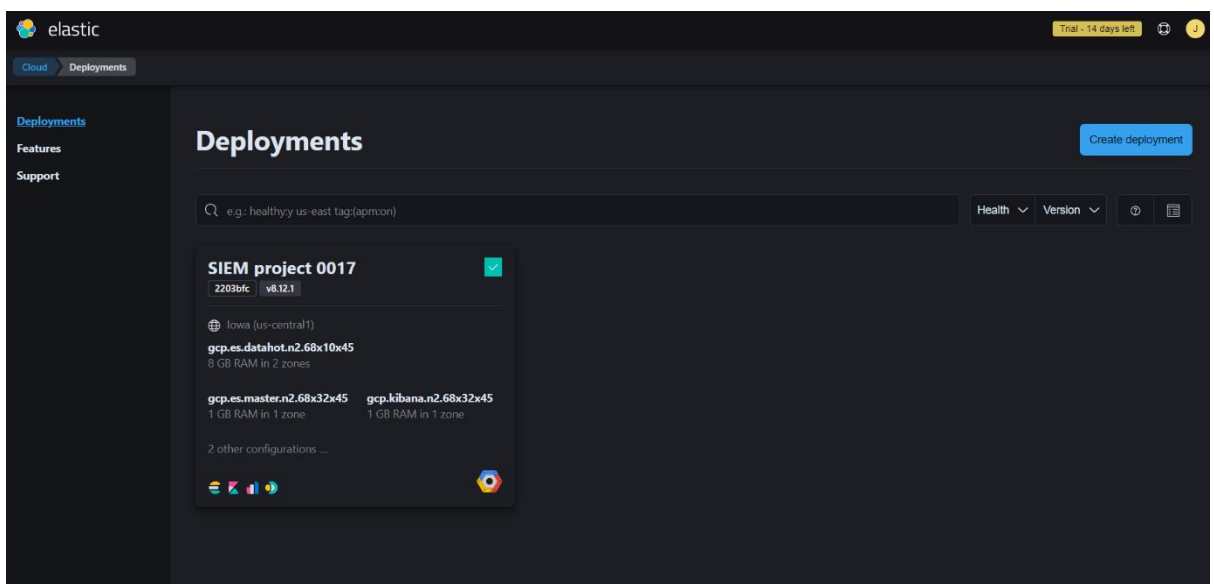 elastic
Trial - 14 days left
J
Cloud
Deployments
Deployments
Features
Support
Deployments
Create deployment
e.g.: healthy:y us-east tag:(apm:on)
Health
Version
SIEM project 0017
2203bfc
v8.12.1
Iowa (us-central1)
gcp.es.datahot.n2.68x10x45
8 GB RAM in 2 zones
gcp.es.master.n2.68x32x45
1 GB RAM in 1 zone
gcp.kibana.n2.68x32x45
1 GB RAM in 1 zone
2 other configurations ...